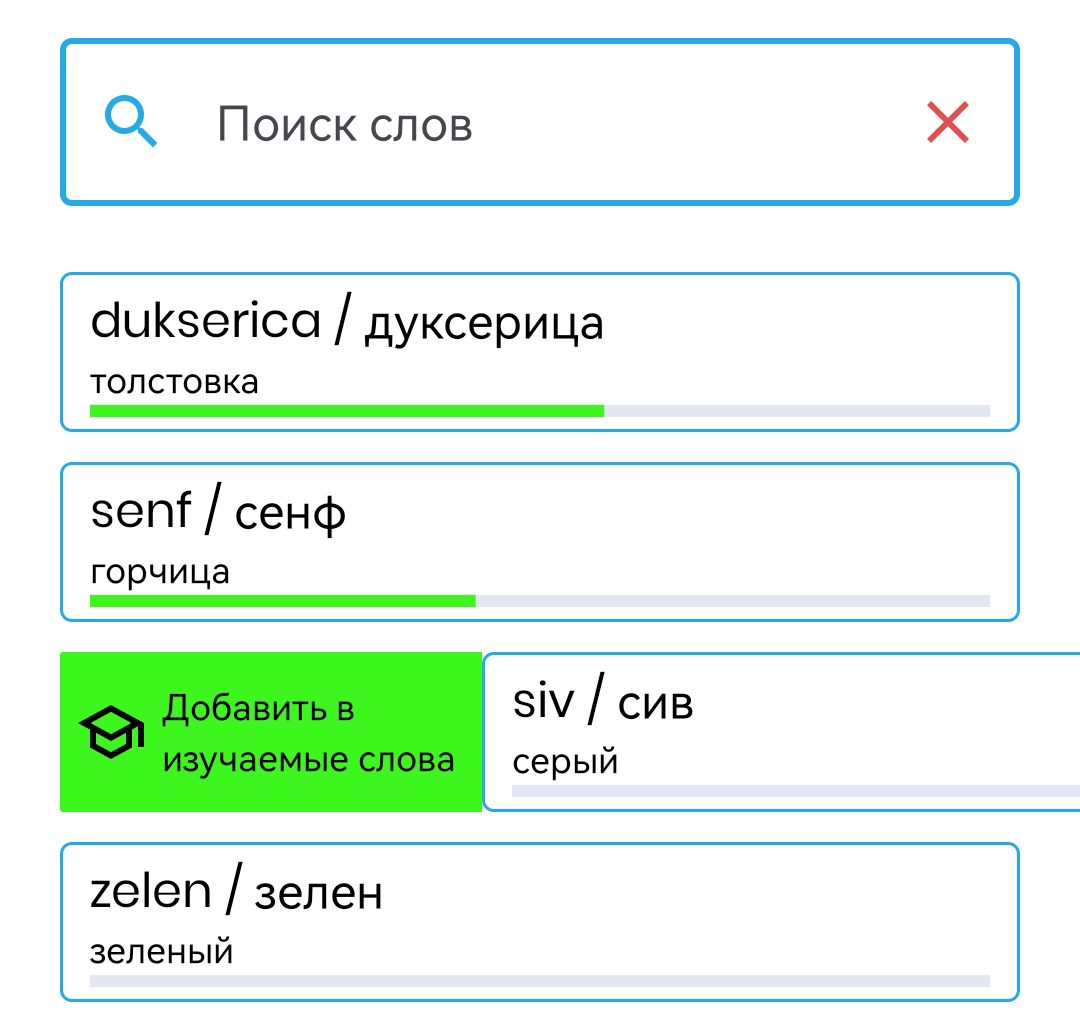 Поиск слов
dukserica / дуксерица
толстовка
senf / сенф
горчица
Добавить в
изучаемые слова
siv / сив
серый
zelen / зелен
зеленый